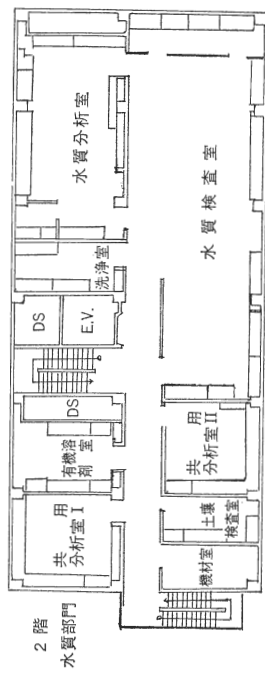 2 階
水質部門
共用
分析室Ⅰ
有機溶
剤室
DS
DS
E.V.
洗浄室
水質分析室
機材室
土壌
検査室
共用
分析室Ⅱ
水質検査室